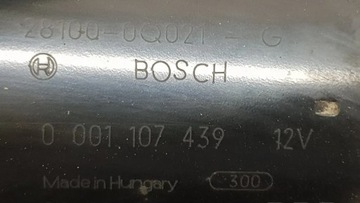 28100-0Q021 - G
BOSCH
0 001 107 439 12V
Made in Hungary 300